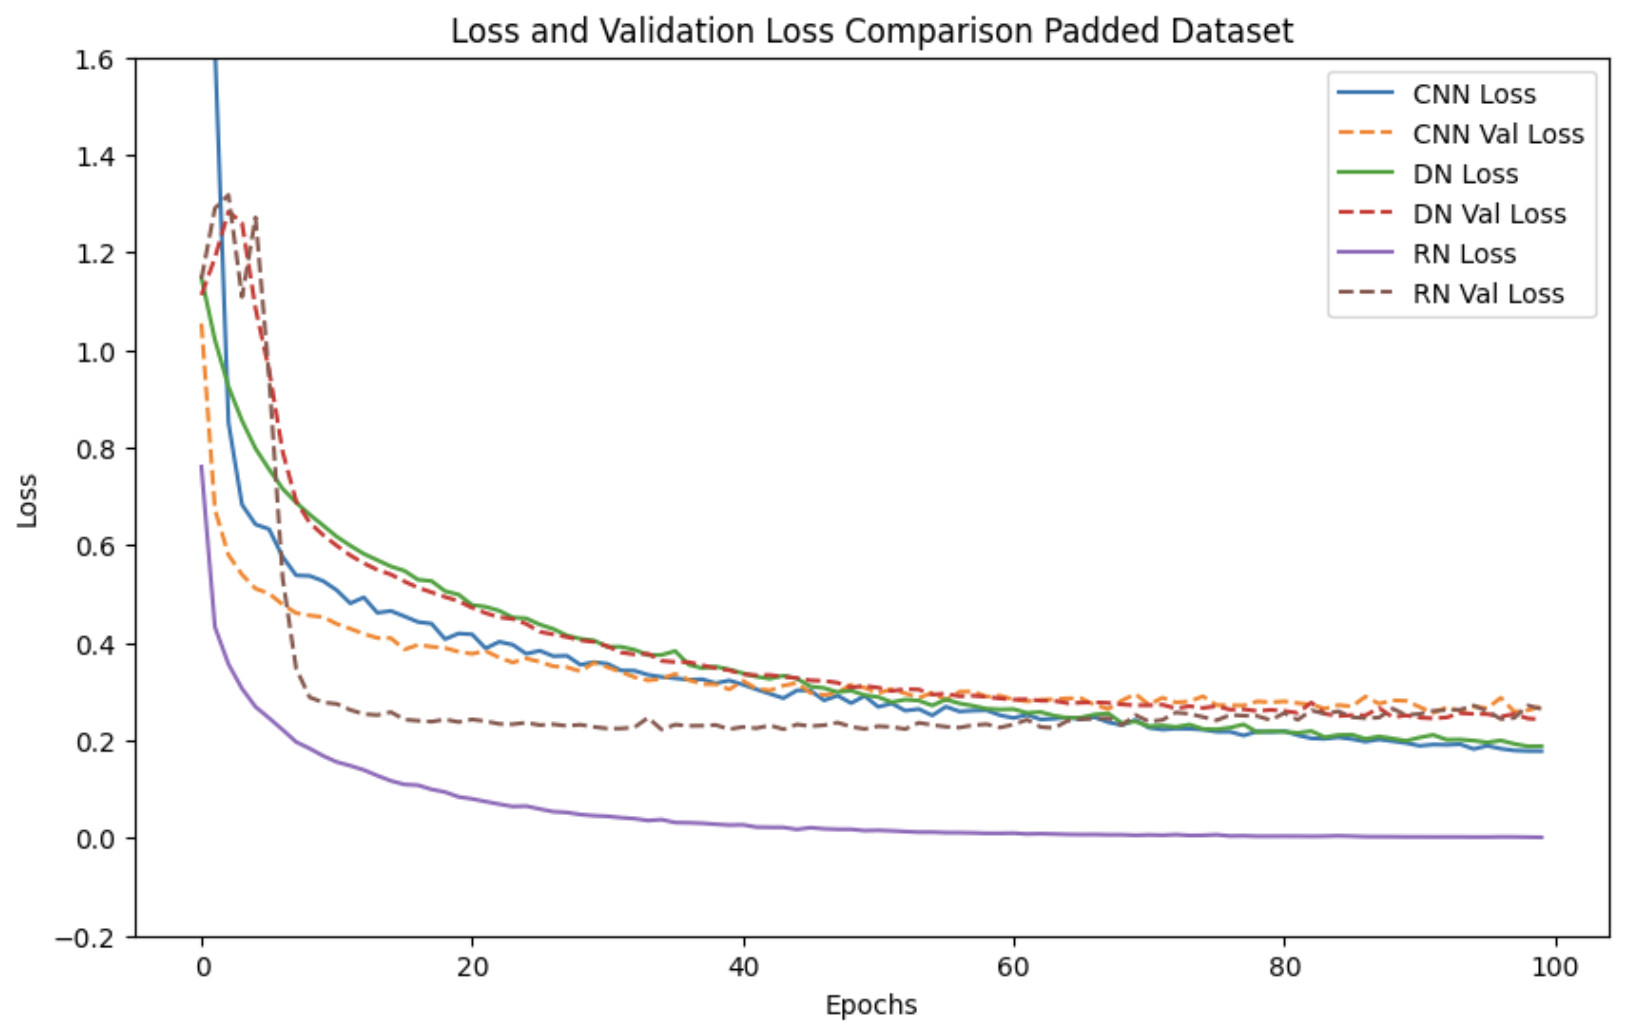 Loss and Validation Loss Comparison Padded Dataset
1.6
1.4
1.2
1.0
0.8
0.6
0.4
0.2
0.0
−0.2
Loss
CNN Loss
CNN Val Loss
DN Loss
DN Val Loss
RN Loss
RN Val Loss
0 20 40 60 80 100
Epochs